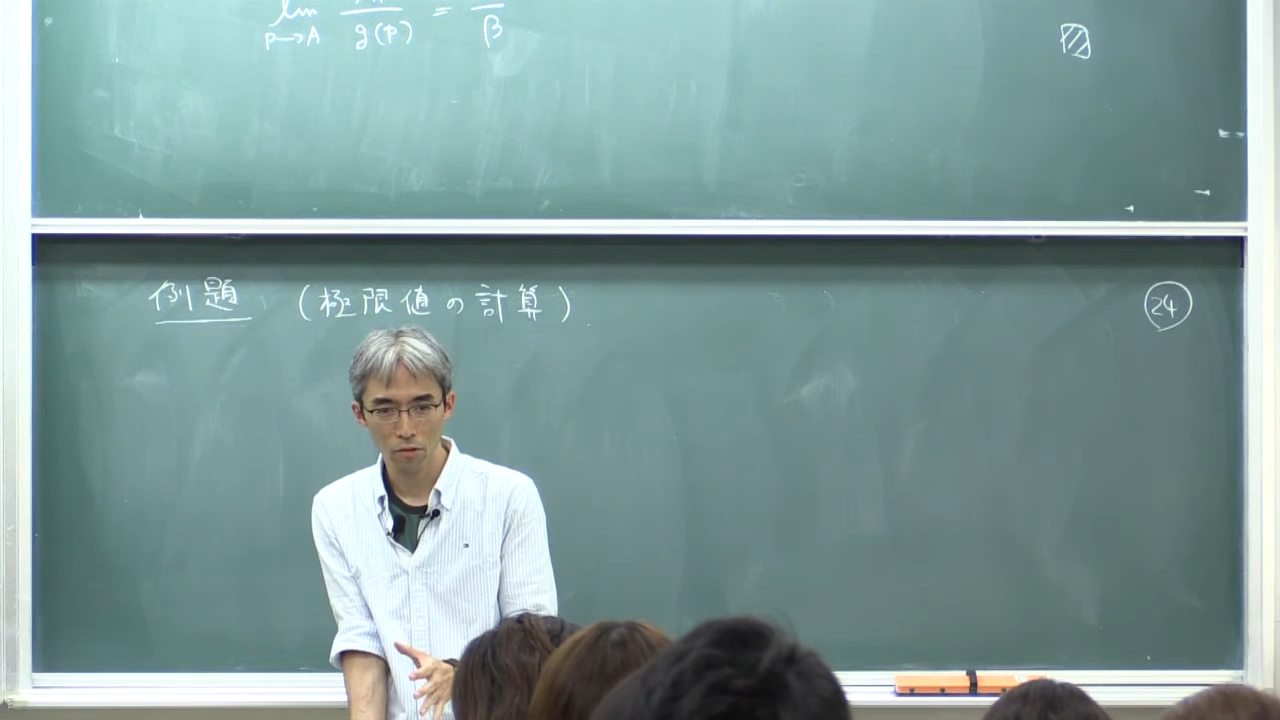 lim P→A g(P) = β
例題 (極限値の計算) 24